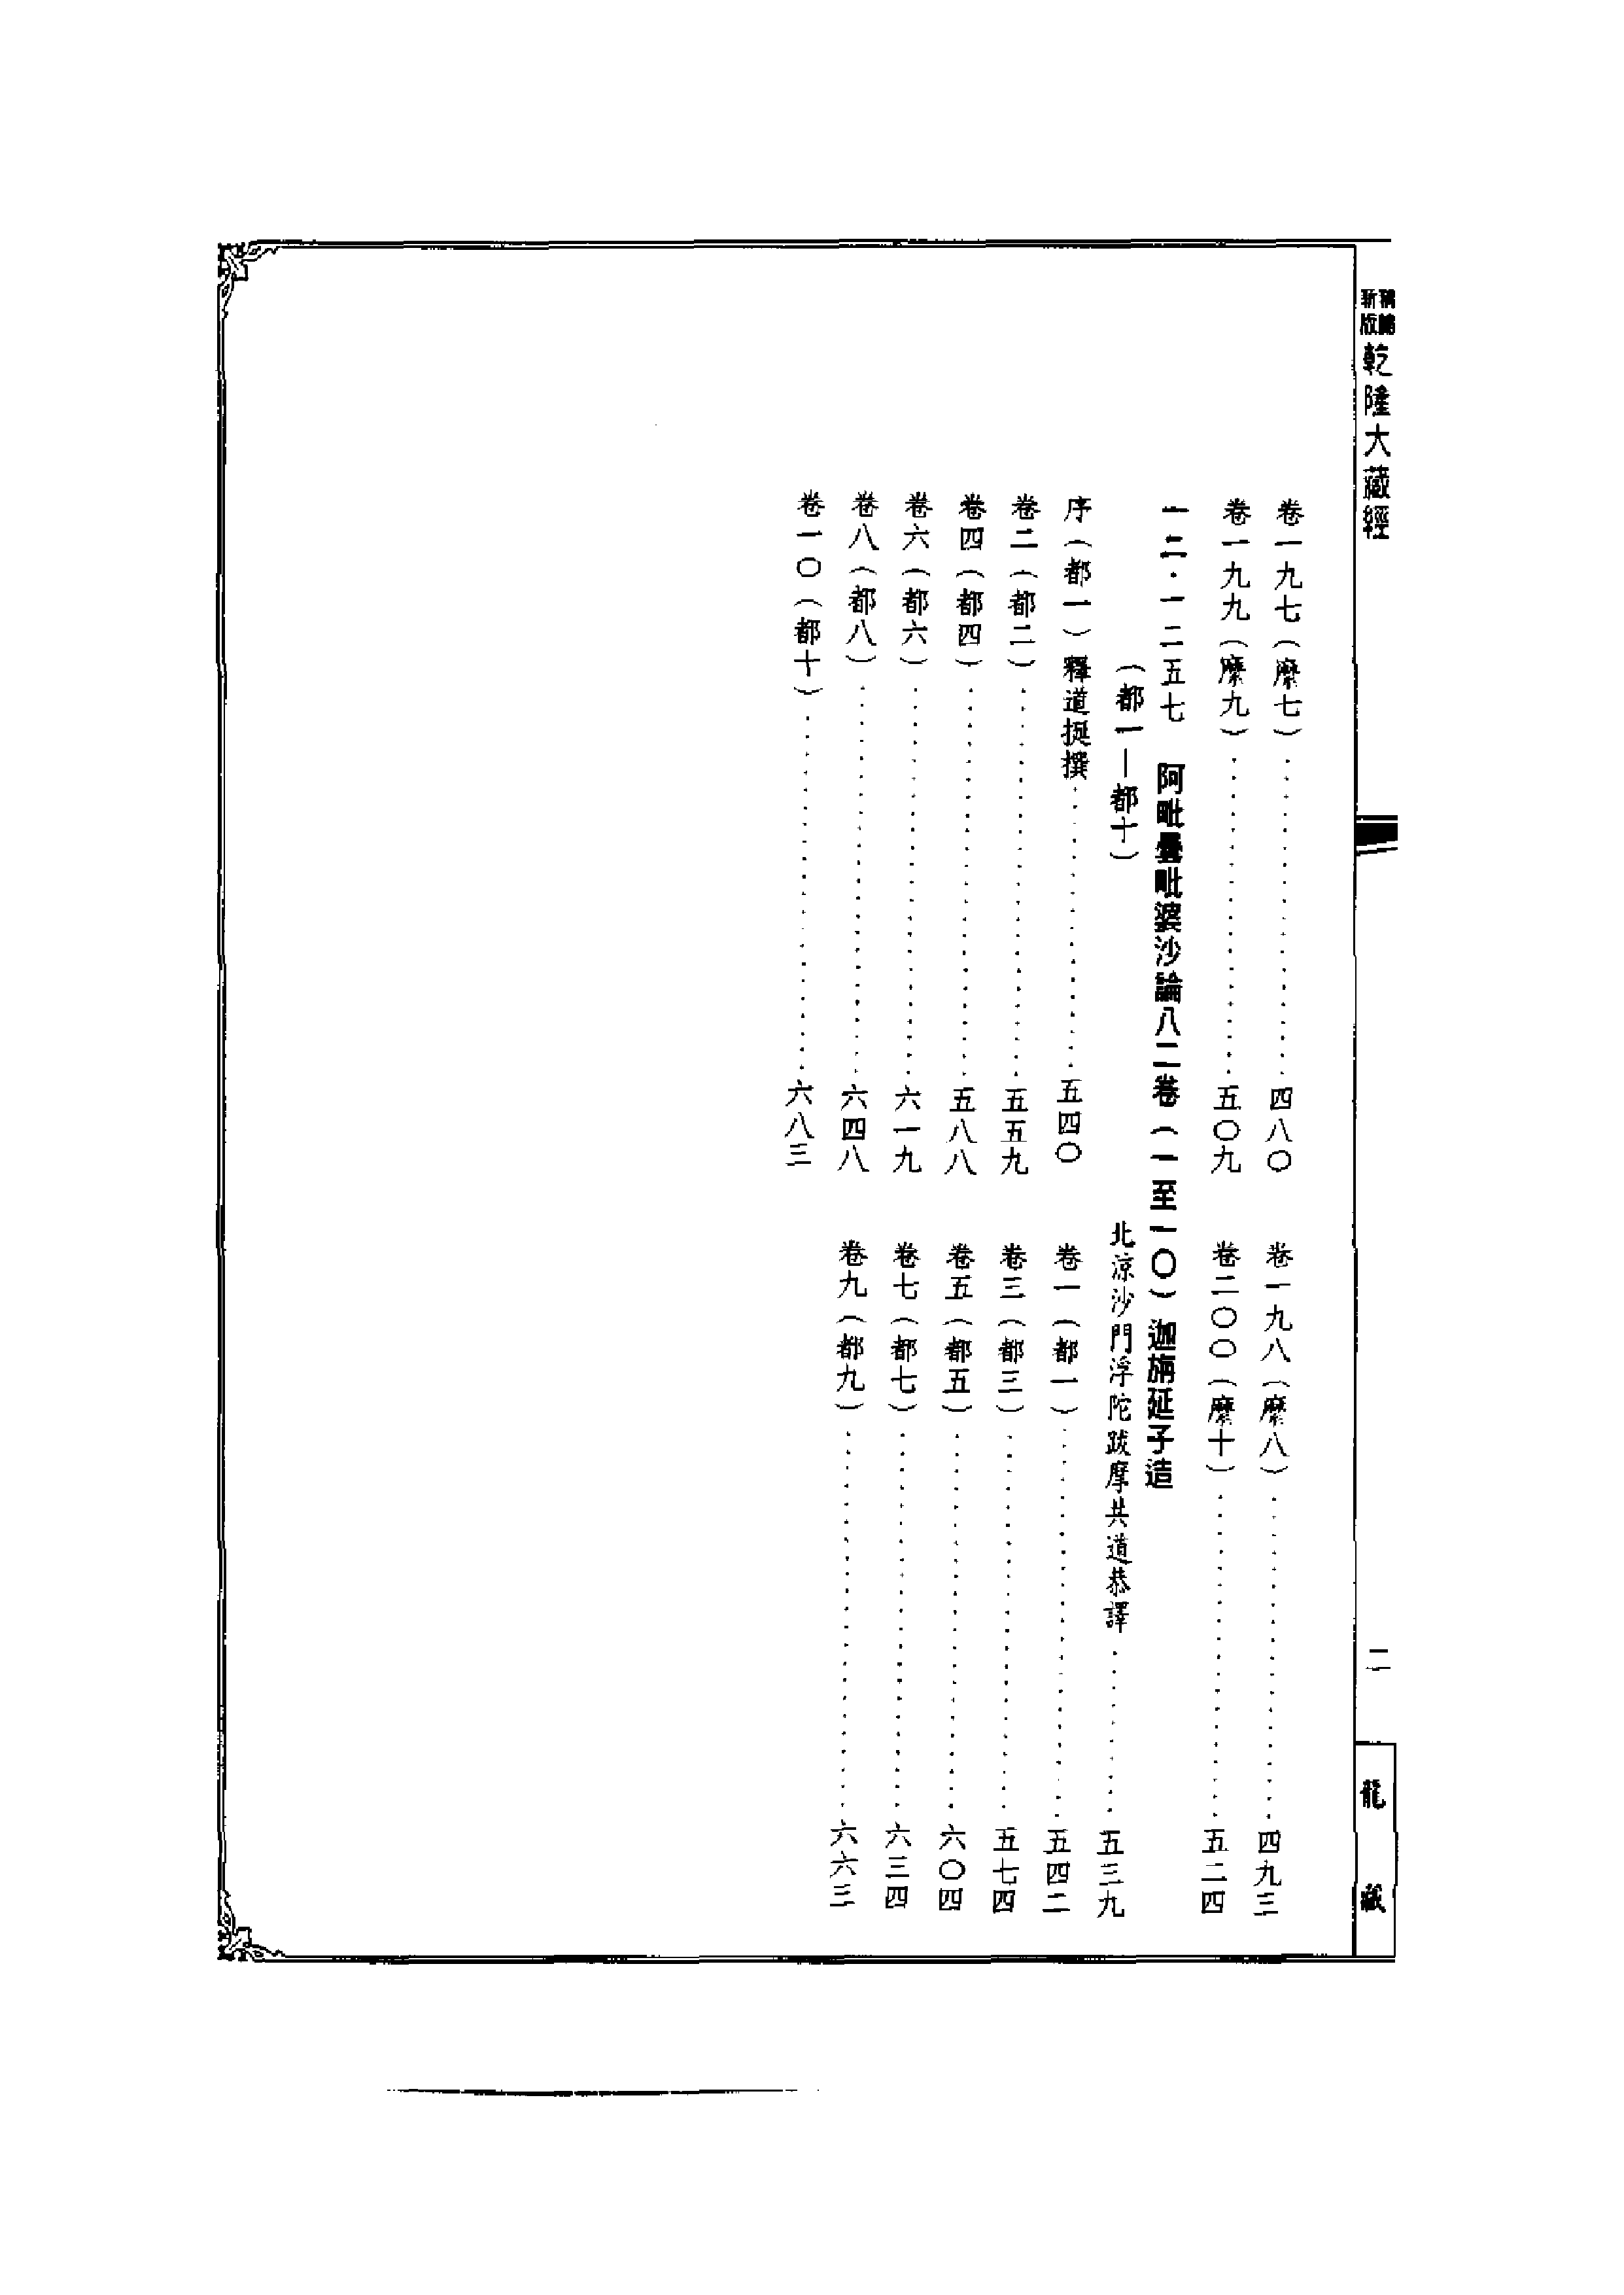 新版
乾隆大藏經
二
龍藏
卷一九七（縻七）四八〇 卷一九八（縻八）四九三
卷一九九（縻九）五〇九 卷二〇〇（縻十）五二四
一二・一二五七 阿毗曇毗婆沙論八二卷（一至一〇）迦旃延子造
（都一—都十） 北涼沙門浮陀跋摩共道恭譯五三九
序（都一）釋道挻撰五四〇 卷一（都一）五四二
卷二（都二）五五九 卷三（都三）五七四
卷四（都四）五八八 卷五（都五）六〇四
卷六（都六）六一九 卷七（都七）六三四
卷八（都八）六四八 卷九（都九）六六三
卷一〇（都十）六八三